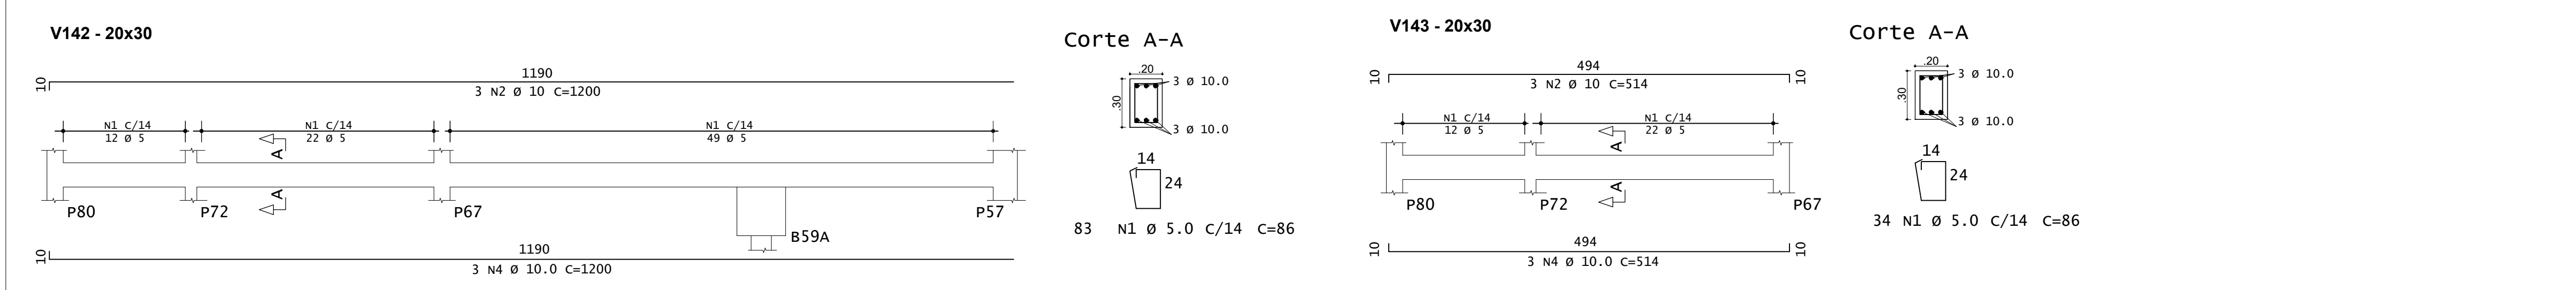 V142 - 20x30
10
1190
3 N2 Ø 10 C=1200
N1 C/14
12 Ø 5
N1 C/14
22 Ø 5
N1 C/14
49 Ø 5
A
A
P80
P72
P67
P57
B59A
10
1190
3 N4 Ø 10.0 C=1200
Corte A-A
.20
.30
3 Ø 10.0
3 Ø 10.0
14
24
83 N1 Ø 5.0 C/14 C=86
V143 - 20x30
10
494
10
3 N2 Ø 10 C=514
N1 C/14
12 Ø 5
N1 C/14
22 Ø 5
A
A
P80
P72
P67
10
494
10
3 N4 Ø 10.0 C=514
Corte A-A
.20
.30
3 Ø 10.0
3 Ø 10.0
14
24
34 N1 Ø 5.0 C/14 C=86